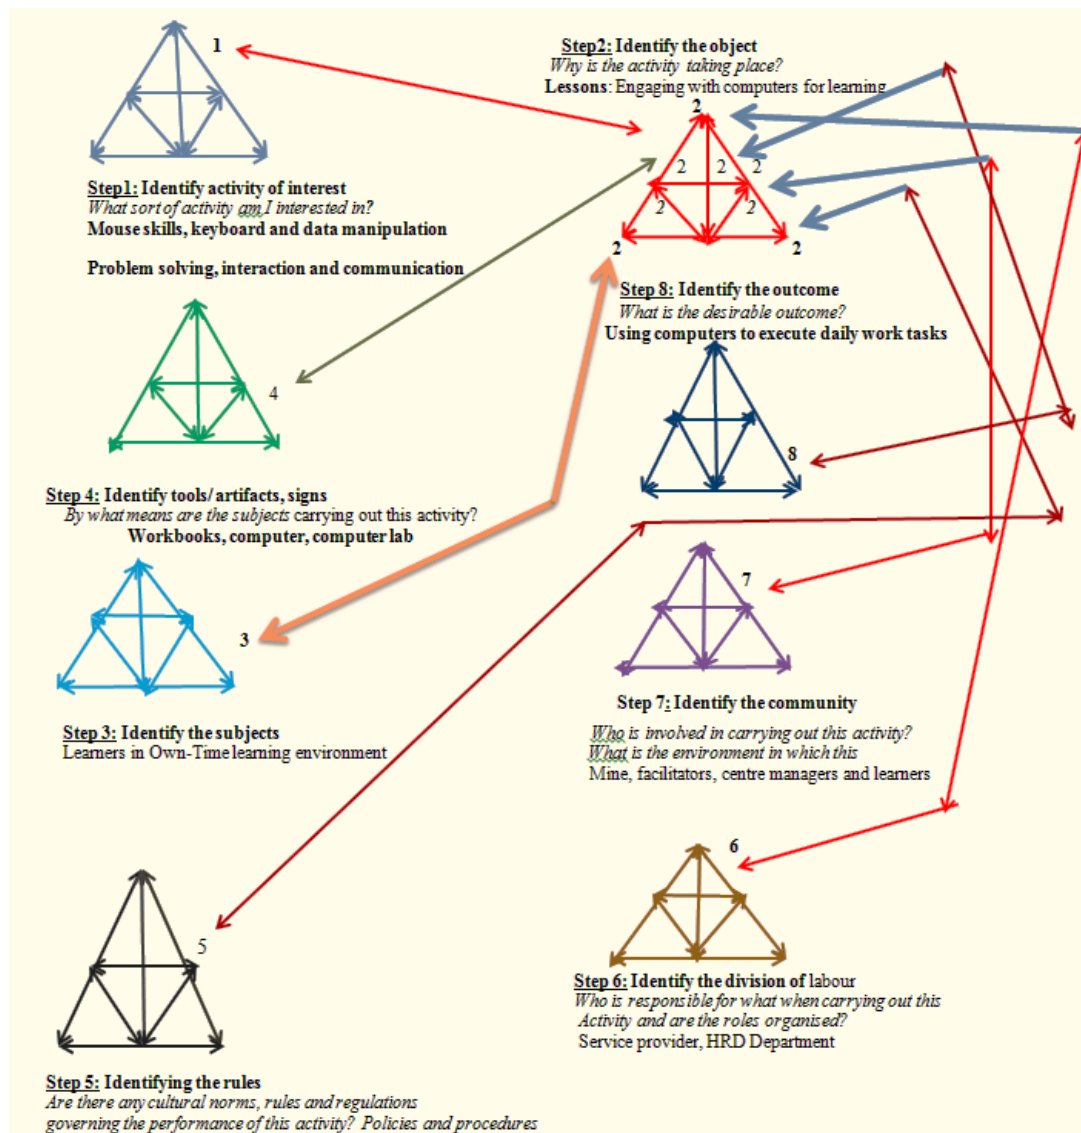 1
Step1: Identify activity of interest
What sort of activity am I interested in?
Mouse skills, keyboard and data manipulation
Problem solving, interaction and communication
Step2: Identify the object
Why is the activity taking place?
Lessons: Engaging with computers for learning
2
2 2 2
2 2
2 2
4
Step 4: Identify tools/ artifacts, signs
By what means are the subjects carrying out this activity?
Workbooks, computer, computer lab
Step 8: Identify the outcome
What is the desirable outcome?
Using computers to execute daily work tasks
8
3
Step 3: Identify the subjects
Learners in Own-Time learning environment
7
Step 7: Identify the community
Who is involved in carrying out this activity?
What is the environment in which this
Mine, facilitators, centre managers and learners
5
Step 5: Identifying the rules
Are there any cultural norms, rules and regulations
governing the performance of this activity? Policies and procedures
6
Step 6: Identify the division of labour
Who is responsible for what when carrying out this
Activity and are the roles organised?
Service provider, HRD Department